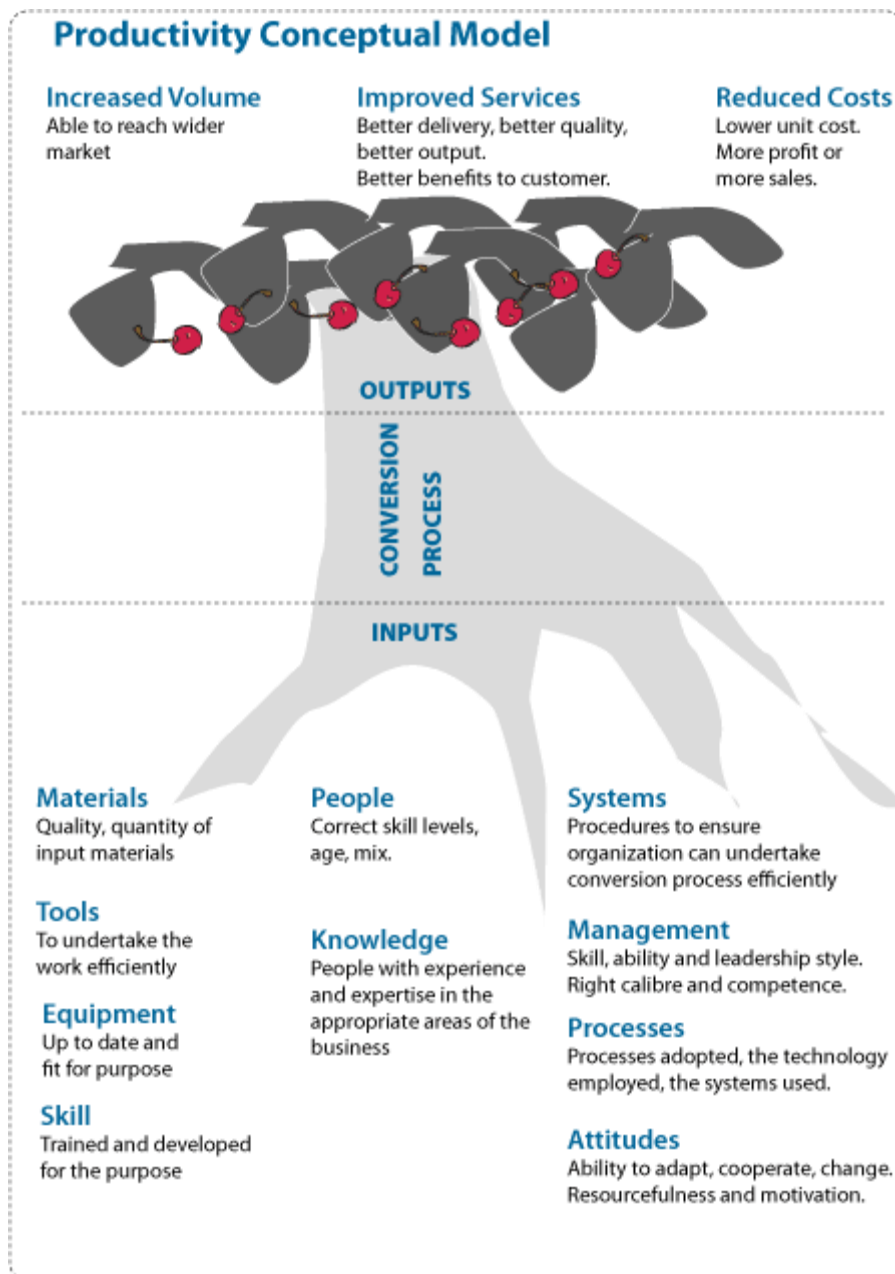 Productivity Conceptual Model
Increased Volume
Able to reach wider
market
Improved Services
Better delivery, better quality,
better output.
Better benefits to customer.
Reduced Costs
Lower unit cost.
More profit or
more sales.
OUTPUTS
CONVERSION
PROCESS
INPUTS
Materials
Quality, quantity of
input materials
Tools
To undertake the
work efficiently
Equipment
Up to date and
fit for purpose
Skill
Trained and developed
for the purpose
People
Correct skill levels,
age, mix.
Knowledge
People with experience
and expertise in the
appropriate areas of the
business
Systems
Procedures to ensure
organization can undertake
conversion process efficiently
Management
Skill, ability and leadership style.
Right calibre and competence.
Processes
Processes adopted, the technology
employed, the systems used.
Attitudes
Ability to adapt, cooperate, change.
Resourcefulness and motivation.